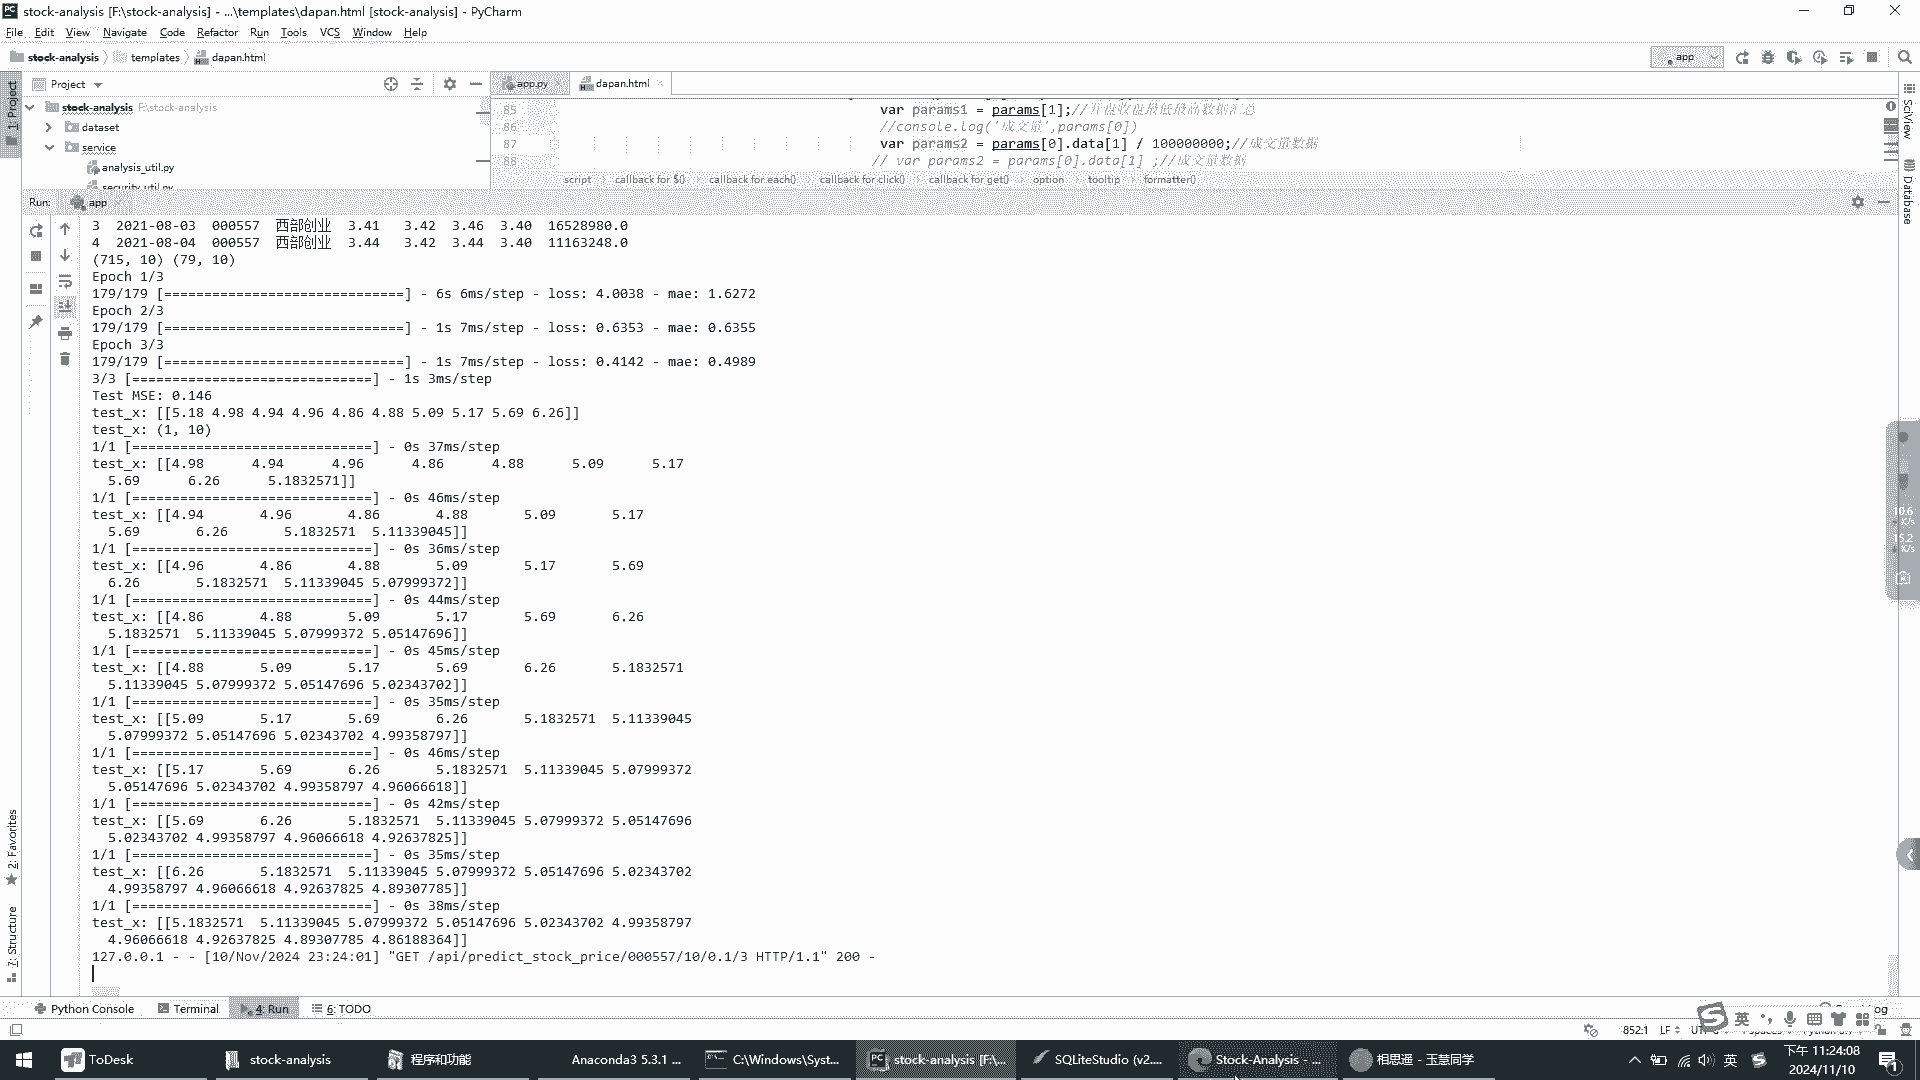 stock-analysis [F:\stock-analysis] - ...\templates\dapan.html [stock-analysis] - PyCharm
File Edit View Navigate Code Refactor Run Tools VCS Window Help
stock-analysis templates dapan.html app
Project
stock-analysis F:\stock-analysis
dataset
service
analysis_util.py
security_util.py
app.py dapan.html
85 var params1 = params[1];//开盘收盘最低最高数据汇总
86 //console.log('成交量',params[0])
87 var params2 = params[0].data[1] / 100000000;//成交量数据
88 // var params2 = params[0].data[1] ;//成交量数据
script callback for $() callback for each() callback for click() callback for get() option tooltip formatter()
1: Project
SciView
Database
Run: app
3 2021-08-03 000557 西部创业 3.41 3.42 3.46 3.40 16528980.0
4 2021-08-04 000557 西部创业 3.44 3.42 3.44 3.40 11163248.0
(715, 10) (79, 10)
Epoch 1/3
179/179 [==============================] - 6s 6ms/step - loss: 4.0038 - mae: 1.6272
Epoch 2/3
179/179 [==============================] - 1s 7ms/step - loss: 0.6353 - mae: 0.6355
Epoch 3/3
179/179 [==============================] - 1s 7ms/step - loss: 0.4142 - mae: 0.4989
3/3 [==============================] - 1s 3ms/step
Test MSE: 0.146
test_x: [[5.18 4.98 4.94 4.96 4.86 4.88 5.09 5.17 5.69 6.26]]
test_x: (1, 10)
1/1 [==============================] - 0s 37ms/step
test_x: [[4.98 4.94 4.96 4.86 4.88 5.09 5.17
5.69 6.26 5.1832571]]
1/1 [==============================] - 0s 46ms/step
test_x: [[4.94 4.96 4.86 4.88 5.09 5.17
5.69 6.26 5.1832571 5.11339045]]
1/1 [==============================] - 0s 36ms/step
test_x: [[4.96 4.86 4.88 5.09 5.17 5.69
6.26 5.1832571 5.11339045 5.07999372]]
1/1 [==============================] - 0s 44ms/step
test_x: [[4.86 4.88 5.09 5.17 5.69 6.26
5.1832571 5.11339045 5.07999372 5.05147696]]
1/1 [==============================] - 0s 45ms/step
test_x: [[4.88 5.09 5.17 5.69 6.26 5.1832571
5.11339045 5.07999372 5.05147696 5.02343702]]
1/1 [==============================] - 0s 35ms/step
test_x: [[5.09 5.17 5.69 6.26 5.1832571 5.11339045
5.07999372 5.05147696 5.02343702 4.99358797]]
1/1 [==============================] - 0s 46ms/step
test_x: [[5.17 5.69 6.26 5.1832571 5.11339045 5.07999372
5.05147696 5.02343702 4.99358797 4.96066618]]
1/1 [==============================] - 0s 42ms/step
test_x: [[5.69 6.26 5.1832571 5.11339045 5.07999372 5.05147696
5.02343702 4.99358797 4.96066618 4.92637825]]
1/1 [==============================] - 0s 35ms/step
test_x: [[6.26 5.1832571 5.11339045 5.07999372 5.05147696 5.02343702
4.99358797 4.96066618 4.92637825 4.89307785]]
1/1 [==============================] - 0s 38ms/step
test_x: [[5.1832571 5.11339045 5.07999372 5.05147696 5.02343702 4.99358797
4.96066618 4.92637825 4.89307785 4.86188364]]
127.0.0.1 - - [10/Nov/2024 23:24:01] "GET /api/predict_stock_price/000557/10/0.1/3 HTTP/1.1" 200 -
2: Favorites
7: Structure
10.6
K/s
15.2
K/s
Python Console Terminal 4: Run 6: TODO
英
852:1 LF
ToDesk stock-analysis 程序和功能 Anaconda3 5.3.1 ... C:\Windows\Syst... stock-analysis [F:\... SQLiteStudio (v2.... Stock-Analysis - ... 相思遥 - 玉慧同学
英
下午 11:24:08
2024/11/10
1